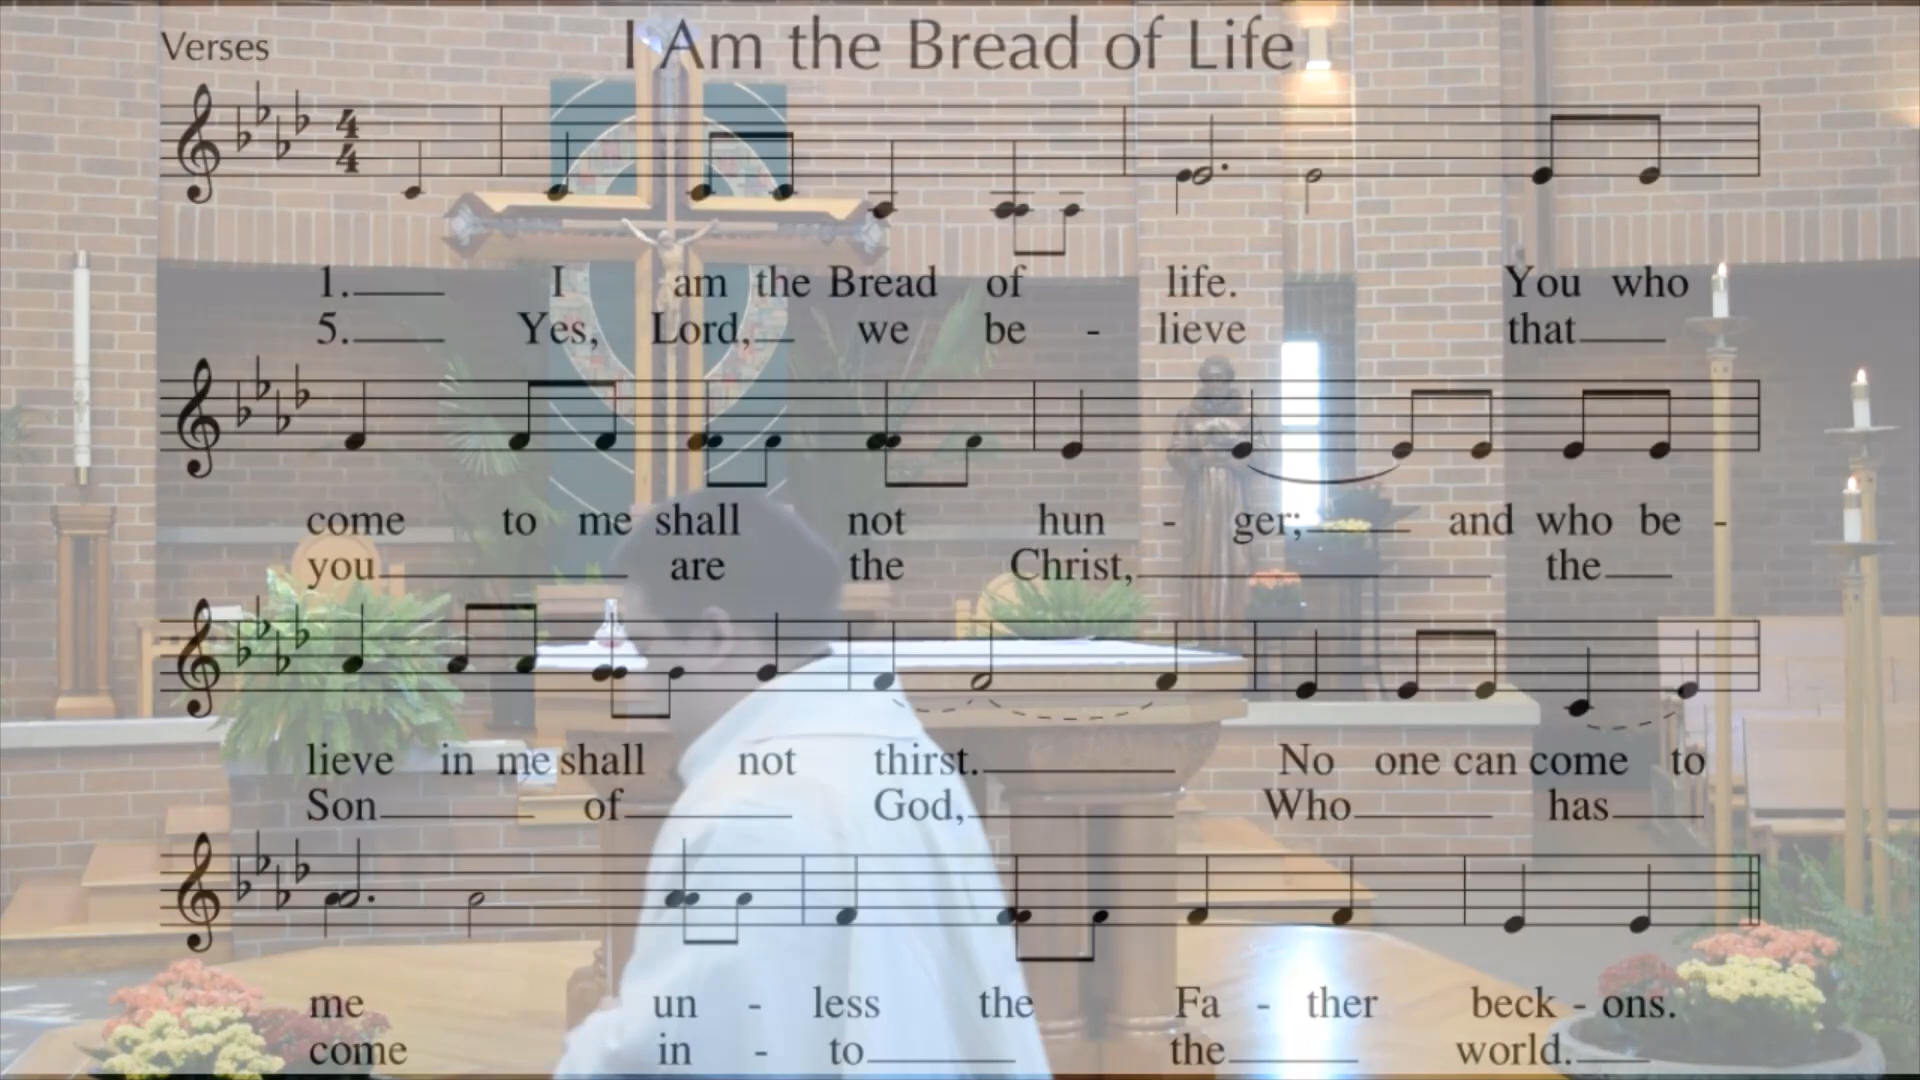 I Am the Bread of Life
Verses
4
4
1.____ I am the Bread of life. You who
5.____ Yes, Lord,__ we be - lieve that____
come to me shall not hun - ger;____ and who be -
you____ are the Christ,____ the____
lieve in me shall not thirst.____ No one can come to
Son____ of____ God,____ Who____ has____
me un - less the Fa - ther beck - ons.
come in - to____ the____ world.____